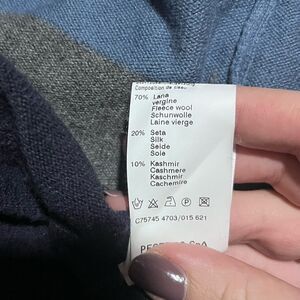 Composition de tissu
70% Lana
vergine
Fleece wool
Schurwolle
Laine vierge
20% Seta
Silk
Seide
Soie
10% Kashmir
Cashmere
Kaschmir
Cachemire
C75745 4703/015 621